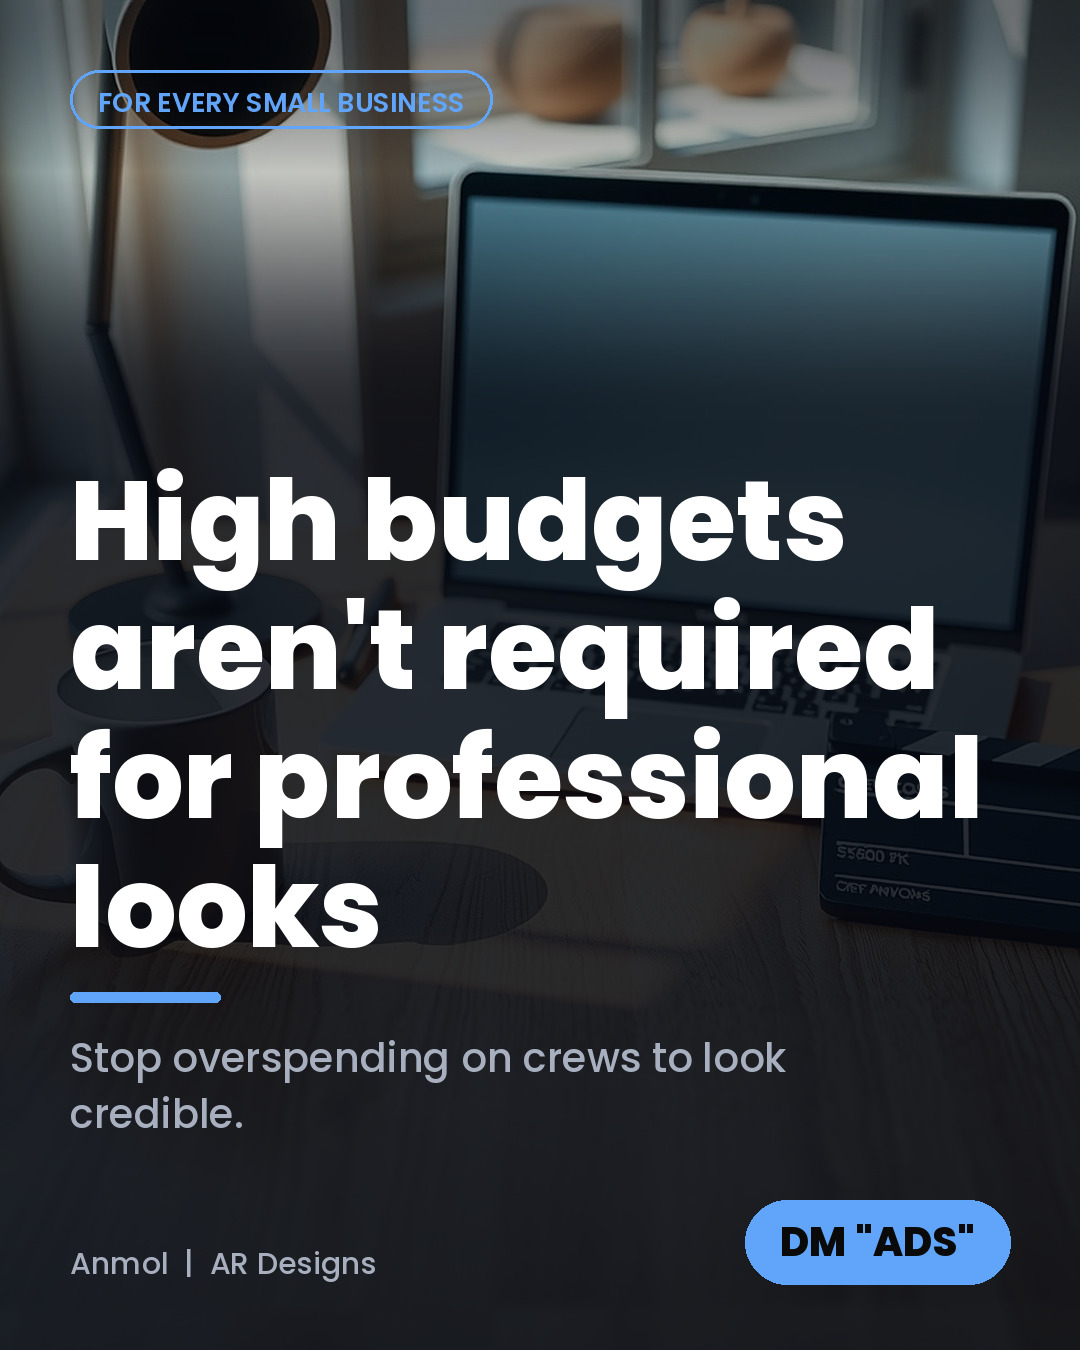 FOR EVERY SMALL BUSINESS
High budgets
aren't required
for professional
looks
Stop overspending on crews to look
credible.
Anmol | AR Designs
DM "ADS"